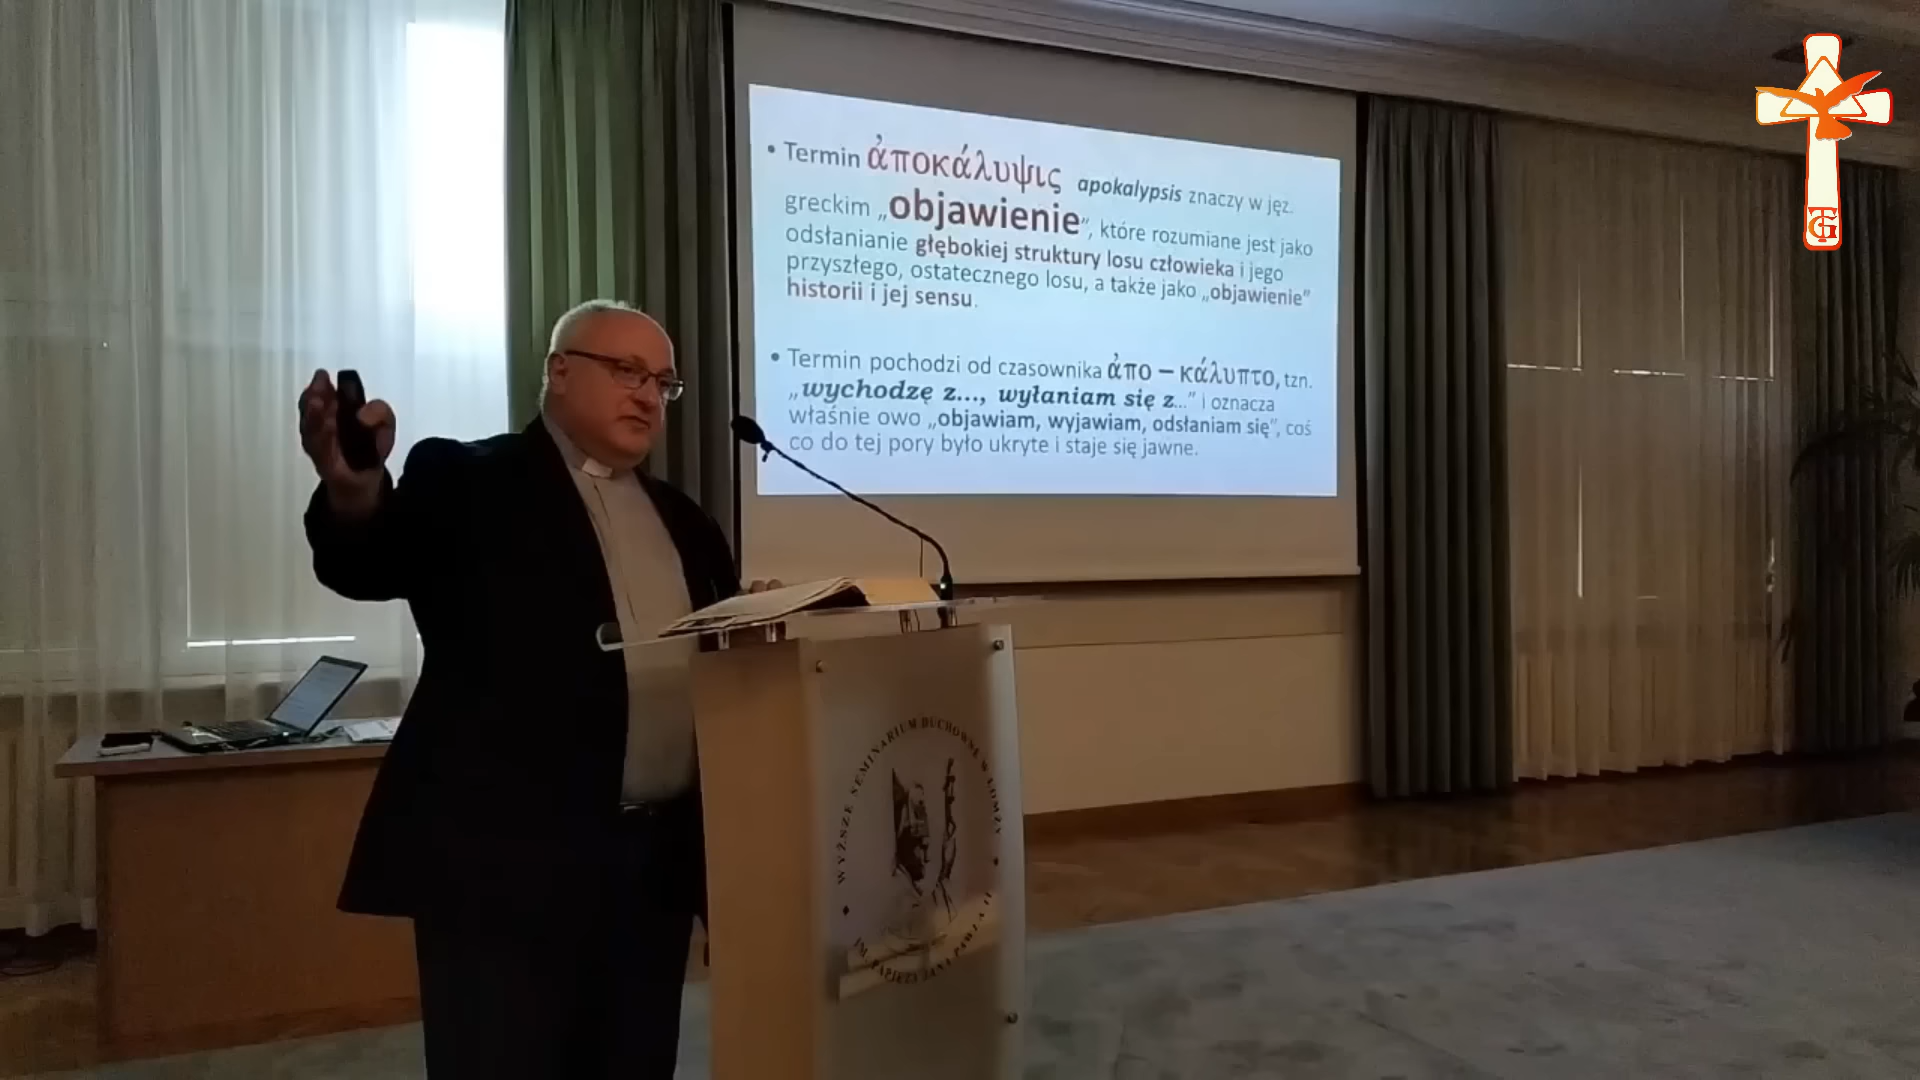 • Termin ἀποκάλυψις apokalypsis znaczy w jęz.
greckim „objawienie”, które rozumiane jest jako
odsłanianie głębokiej struktury losu człowieka i jego
przyszłego, ostatecznego losu, a także jako „objawienie”
historii i jej sensu.
• Termin pochodzi od czasownika ἀπο – κάλυπτο, tzn.
„wychodzę z..., wyłaniam się z...” i oznacza
właśnie owo „objawiam, wyjawiam, odsłaniam się”, coś
co do tej pory było ukryte i staje się jawne.
WYŻSZE SEMINARIUM DUCHOWNE W ŁOMŻY
IM. PAPIEŻA JANA PAWŁA II